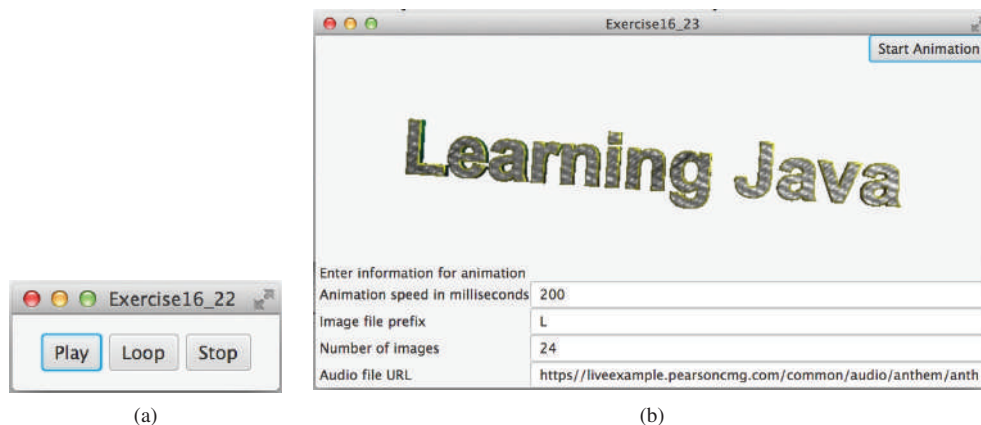 Exercise16_23
Start Animation
Learning Java
Enter information for animation
Animation speed in milliseconds 200
Image file prefix L
Number of images 24
Audio file URL https//liveexample.pearsoncmg.com/common/audio/anthem/anth
Exercise16_22
Play Loop Stop
(a) (b)